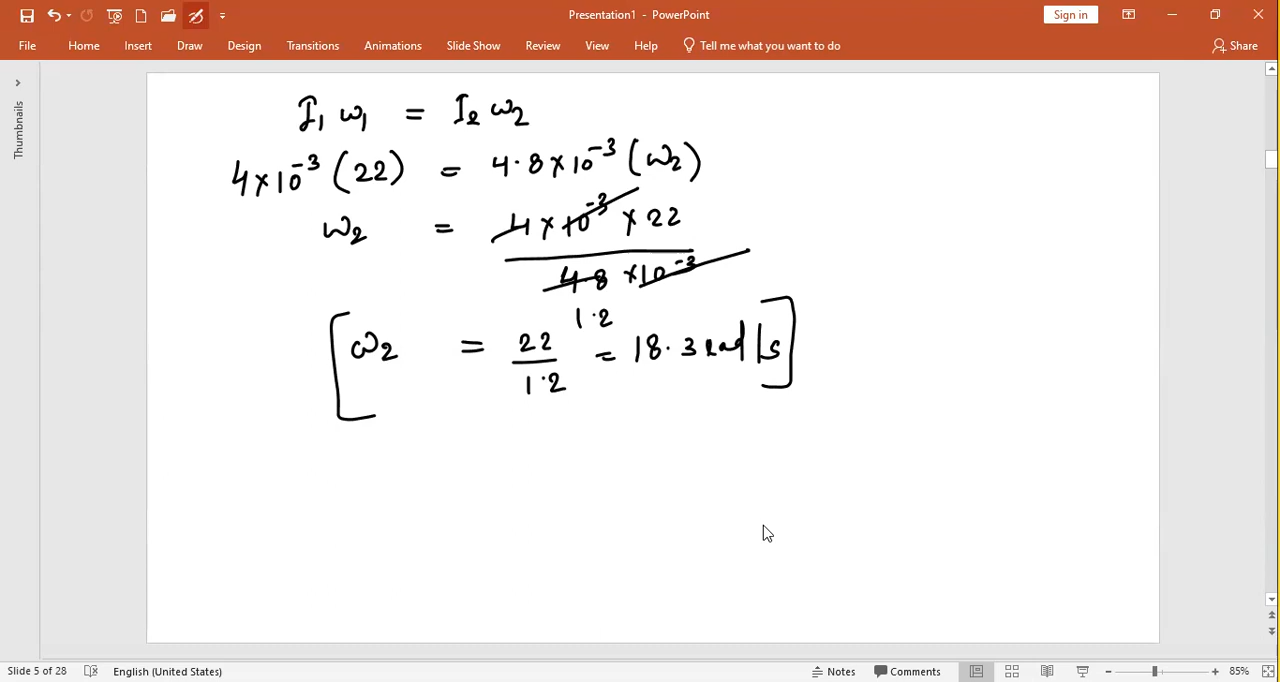 Presentation1 - PowerPoint
Sign in
File Home Insert Draw Design Transitions Animations Slide Show Review View Help Tell me what you want to do Share
Thumbnails
I₁ ω₁ = I₂ ω₂
4×10⁻³ (22) = 4.8×10⁻³ (ω₂)
ω₂ = 4×10⁻³ ×22
4.8 ×10⁻³
1.2
ω₂ = 22 = 18.3 rad/s
1.2
Slide 5 of 28 English (United States) Notes Comments 85%